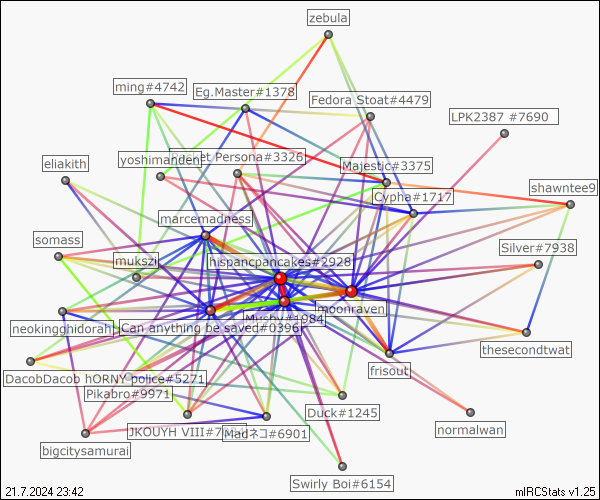 zebula
ming#4742
Eg.Master#1378
Fedora Stoat#4479
LPK2387 #7690
yoshimanden
Persona#3326
Majestic#3375
eliakith
Cypha#1717
shawntee9
marcemadness
somass
Silver#7938
mukszi
hispancpancakes#2928
moonraven
neokingghidorah
Can anything be saved#0396
#1984
thesecondtwat
frisout
DacobDacob hORNY police#5271
Pikabro#9971
Duck#1245
JKOUYH VIII#7
Madネコ#6901
normalwan
bigcitysamurai
Swirly Boi#6154
21.7.2024 23:42
mIRCStats v1.25